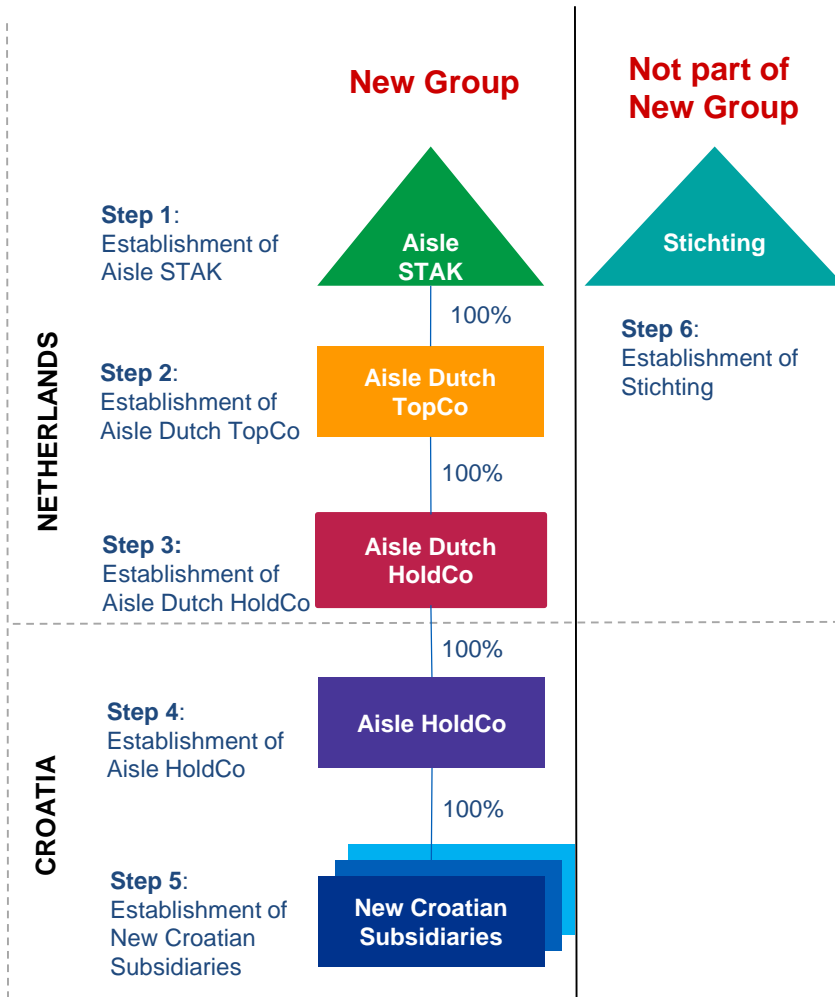 New Group
Not part of
New Group
Step 1:
Establishment of
Aisle STAK
Aisle
STAK
Stichting
100%
Step 6:
Establishment of
Stichting
NETHERLANDS
Step 2:
Establishment of
Aisle Dutch TopCo
Aisle Dutch
TopCo
100%
Step 3:
Establishment of
Aisle Dutch HoldCo
Aisle Dutch
HoldCo
100%
CROATIA
Step 4:
Establishment of
Aisle HoldCo
Aisle HoldCo
100%
Step 5:
Establishment of
New Croatian
Subsidiaries
New Croatian
Subsidiaries